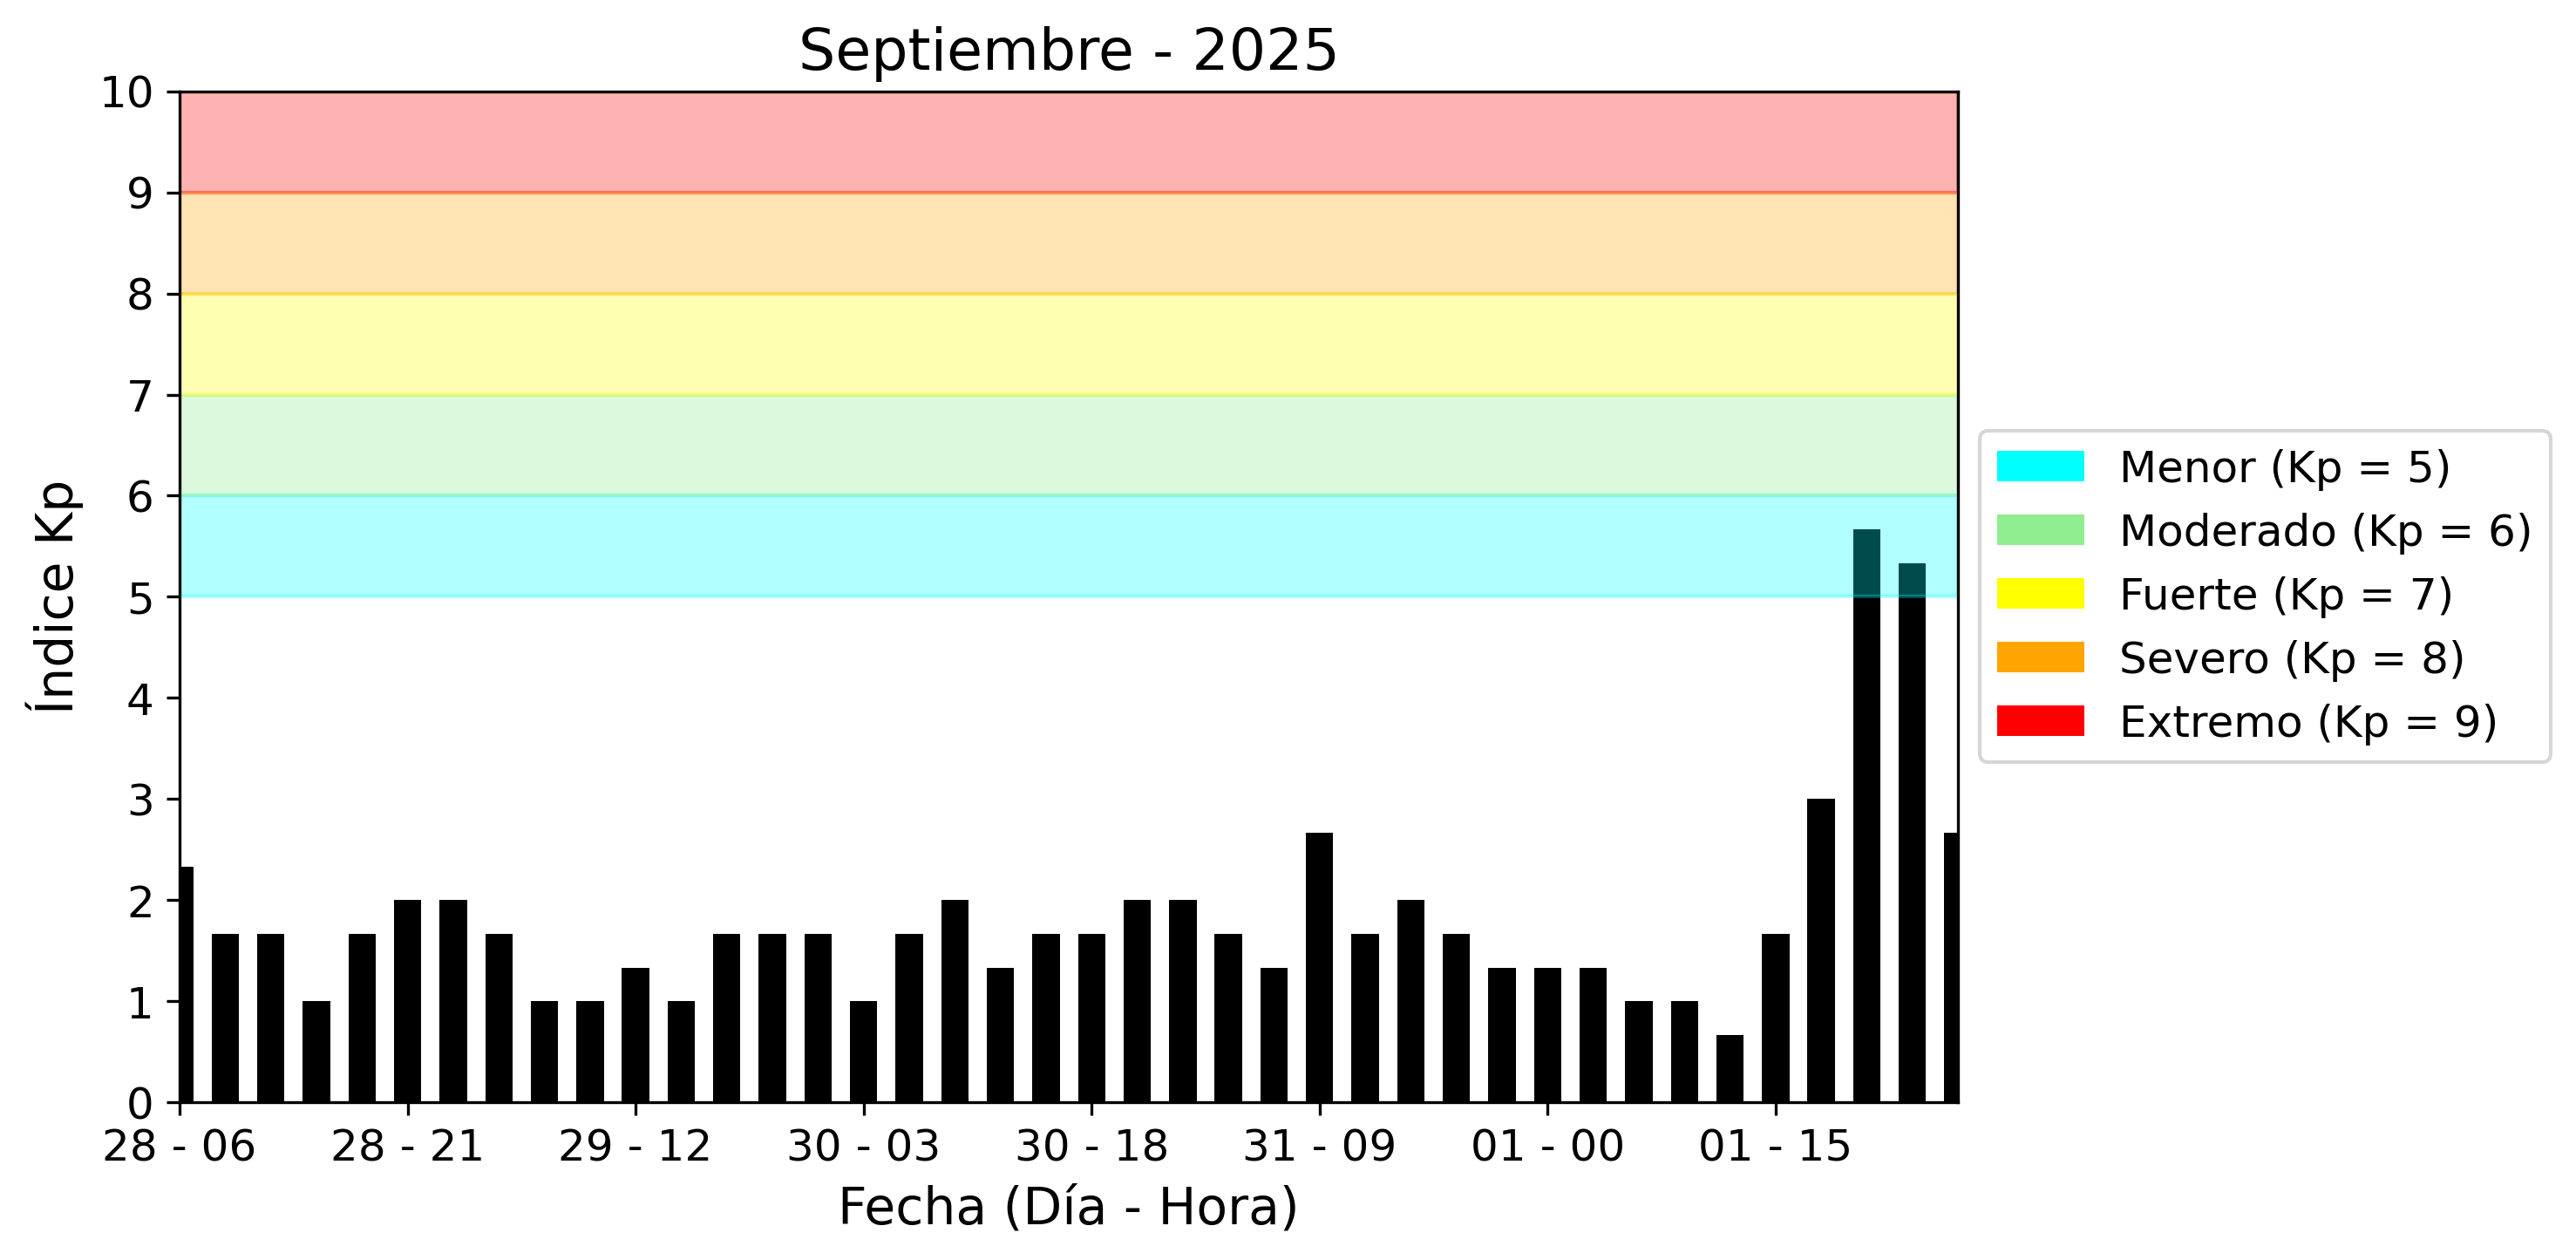 Septiembre - 2025
10
9
8
7
6
5
4
3
2
1
0
Índice Kp
28 - 06
28 - 21
29 - 12
30 - 03
30 - 18
31 - 09
01 - 00
01 - 15
Fecha (Día - Hora)
Menor (Kp = 5)
Moderado (Kp = 6)
Fuerte (Kp = 7)
Severo (Kp = 8)
Extremo (Kp = 9)